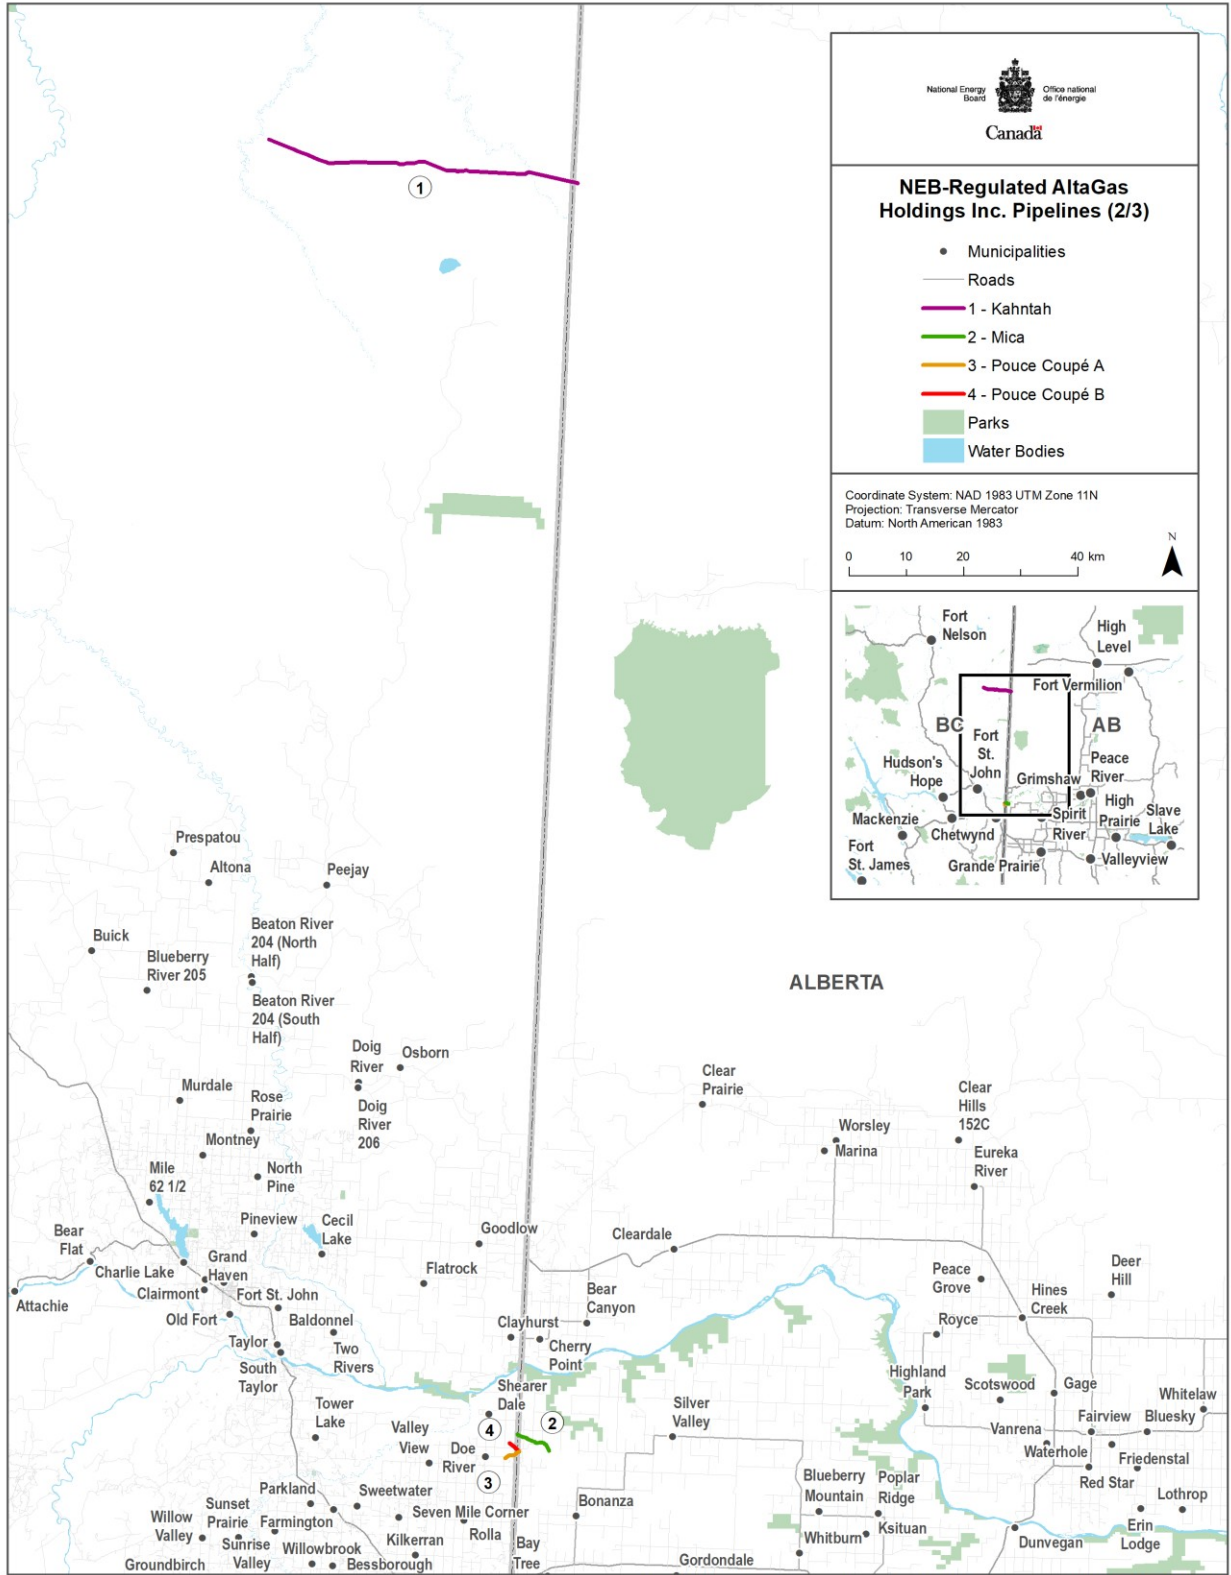 National Energy
Board
Office national
de l'énergie
Canada
NEB-Regulated AltaGas
Holdings Inc. Pipelines (2/3)
Municipalities
Roads
1 - Kahntah
2 - Mica
3 - Pouce Coupé A
4 - Pouce Coupé B
Parks
Water Bodies
Coordinate System: NAD 1983 UTM Zone 11N
Projection: Transverse Mercator
Datum: North American 1983
N
0 10 20 40 km
Fort
Nelson
High
Level
Fort Vermilion
BC
AB
Fort
St.
John
Hudson's
Hope
Grimshaw
Peace
River
Mackenzie
Chetwynd
Spirit
River
High
Prairie
Slave
Lake
Fort
St. James
Grande Prairie
Valleyview
1
Prespatou
Altona
Peejay
Buick
Blueberry
River 205
Beaton River
204 (North
Half)
Beaton River
204 (South
Half)
ALBERTA
Doig
River
Osborn
Doig
River
206
Murdale
Rose
Prairie
Montney
Clear
Prairie
Clear
Hills
152C
Worsley
Marina
Eureka
River
Mile
62 1/2
North
Pine
Pineview
Cecil
Lake
Goodlow
Cleardale
Bear
Flat
Charlie Lake
Grand
Haven
Clairmont
Fort St. John
Flatrock
Attachie
Old Fort
Baldonnel
Bear
Canyon
Peace
Grove
Deer
Hill
Hines
Creek
Taylor
Two
Rivers
Clayhurst
Cherry
Point
Royce
South
Taylor
Shearer
Dale
Highland
Park
Scotswood
Gage
Whitelaw
Tower
Lake
Valley
View
4
2
Silver
Valley
Vanrena
Fairview
Bluesky
Doe
River
3
Waterhole
Friedenstal
Red Star
Blueberry
Mountain
Poplar
Ridge
Lothrop
Parkland
Sweetwater
Bonanza
Willow
Valley
Sunset
Prairie
Farmington
Seven Mile Corner
Rolla
Kilkerran
Whitburn
Ksituan
Erin
Lodge
Sunrise
Valley
Willowbrook
Bay
Tree
Dunvegan
Groundbirch
Bessborough
Gordondale